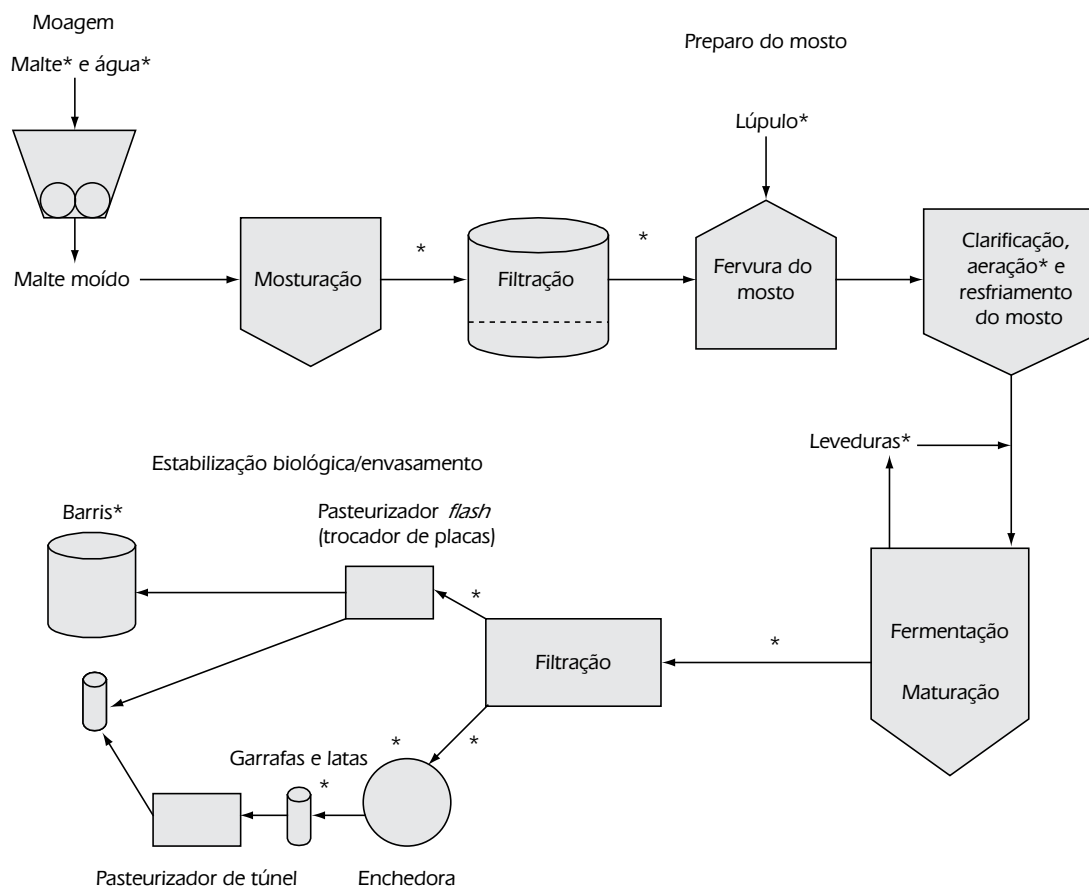 Moagem
Malte* e água*
Malte moído
Mosturação
*
Filtração
*
Preparo do mosto
Lúpulo*
Fervura do
mosto
Clarificação,
aeração* e
resfriamento
do mosto
Leveduras*
Fermentação
Maturação
*
Filtração
*
*
Estabilização biológica/envasamento
Pasteurizador flash
(trocador de placas)
Barris*
Garrafas e latas
*
*
Pasteurizador de túnel
Enchedora